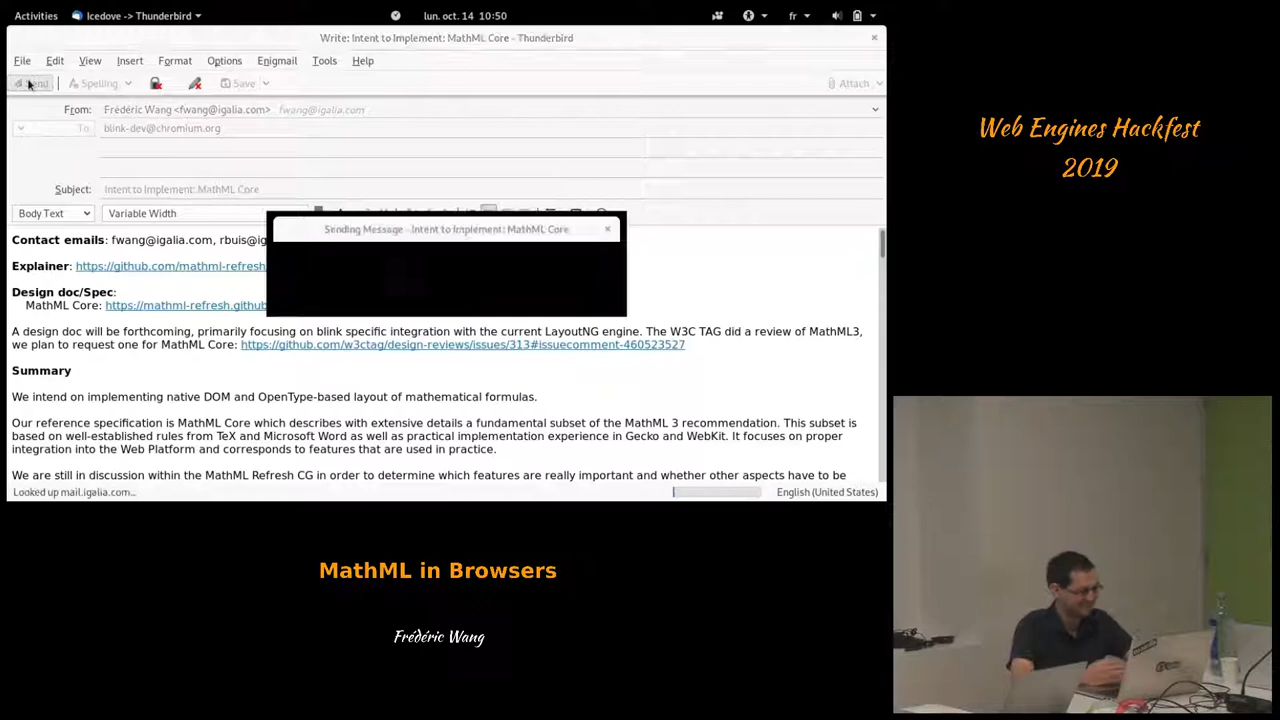 Activities Icedove -> Thunderbird lun. oct. 14 10:50 fr
Write: Intent to Implement: MathML Core - Thunderbird
File Edit View Insert Format Options Enigmail Tools Help
Send Spelling Save Attach
From: Frédéric Wang <fwang@igalia.com> fwang@igalia.com
To blink-dev@chromium.org
Subject: Intent to Implement: MathML Core
Body Text Variable Width
Sending Message - Intent to Implement: MathML Core
Contact emails: fwang@igalia.com, rbuis@ig
Explainer: https://github.com/mathml-refresh
Design doc/Spec:
MathML Core: https://mathml-refresh.github
A design doc will be forthcoming, primarily focusing on blink specific integration with the current LayoutNG engine. The W3C TAG did a review of MathML3,
we plan to request one for MathML Core: https://github.com/w3ctag/design-reviews/issues/313#issuecomment-460523527
Summary
We intend on implementing native DOM and OpenType-based layout of mathematical formulas.
Our reference specification is MathML Core which describes with extensive details a fundamental subset of the MathML 3 recommendation. This subset is
based on well-established rules from TeX and Microsoft Word as well as practical implementation experience in Gecko and WebKit. It focuses on proper
integration into the Web Platform and corresponds to features that are used in practice.
We are still in discussion within the MathML Refresh CG in order to determine which features are really important and whether other aspects have to be
Looked up mail.igalia.com... English (United States)
Web Engines Hackfest
2019
MathML in Browsers
Frédéric Wang